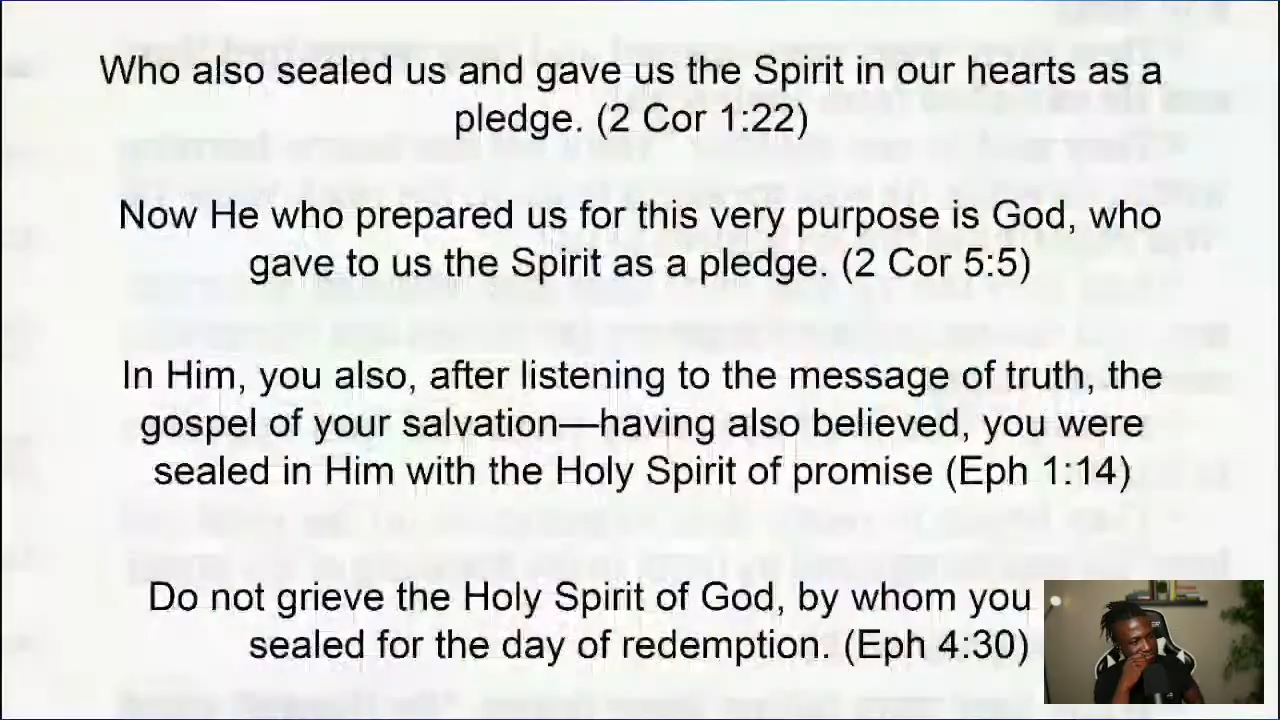 Who also sealed us and gave us the Spirit in our hearts as a
pledge. (2 Cor 1:22)
Now He who prepared us for this very purpose is God, who
gave to us the Spirit as a pledge. (2 Cor 5:5)
In Him, you also, after listening to the message of truth, the
gospel of your salvation—having also believed, you were
sealed in Him with the Holy Spirit of promise (Eph 1:14)
Do not grieve the Holy Spirit of God, by whom you
sealed for the day of redemption. (Eph 4:30)